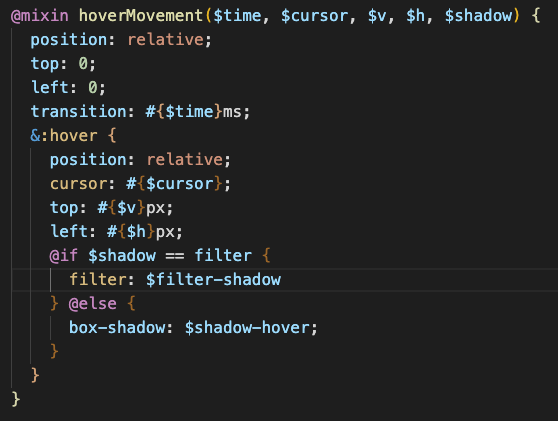 @mixin hoverMovement($time, $cursor, $v, $h, $shadow) {
  position: relative;
  top: 0;
  left: 0;
  transition: #{$time}ms;
  &:hover {
    position: relative;
    cursor: #{$cursor};
    top: #{$v}px;
    left: #{$h}px;
    @if $shadow == filter {
      filter: $filter-shadow
    } @else {
      box-shadow: $shadow-hover;
    }
  }
}